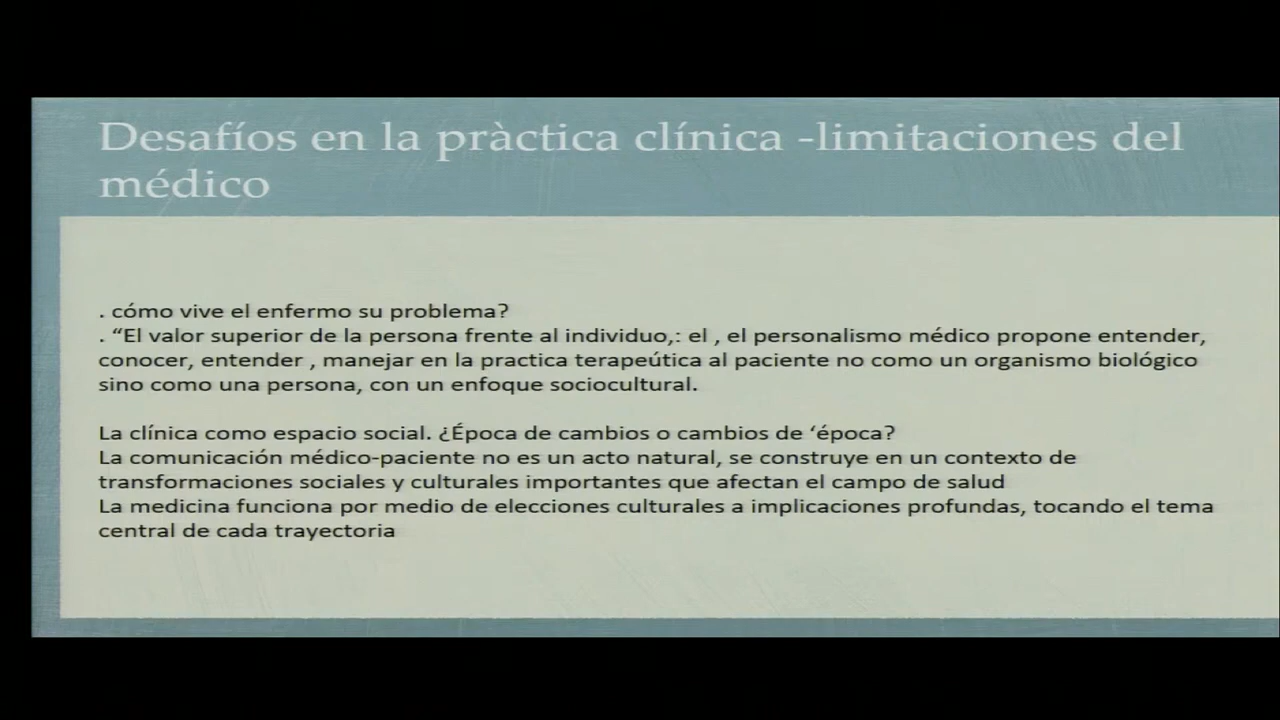 Desafíos en la pràctica clínica -limitaciones del
médico
. cómo vive el enfermo su problema?
. “El valor superior de la persona frente al individuo,: el , el personalismo médico propone entender,
conocer, entender , manejar en la practica terapeútica al paciente no como un organismo biológico
sino como una persona, con un enfoque sociocultural.
La clínica como espacio social. ¿Época de cambios o cambios de ‘época?
La comunicación médico-paciente no es un acto natural, se construye en un contexto de
transformaciones sociales y culturales importantes que afectan el campo de salud
La medicina funciona por medio de elecciones culturales a implicaciones profundas, tocando el tema
central de cada trayectoria